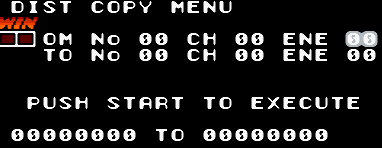 DIST COPY MENU
WIN
OM No 00 CH 00 ENE 00
TO No 00 CH 00 ENE 00
PUSH START TO EXECUTE
00000000 TO 00000000